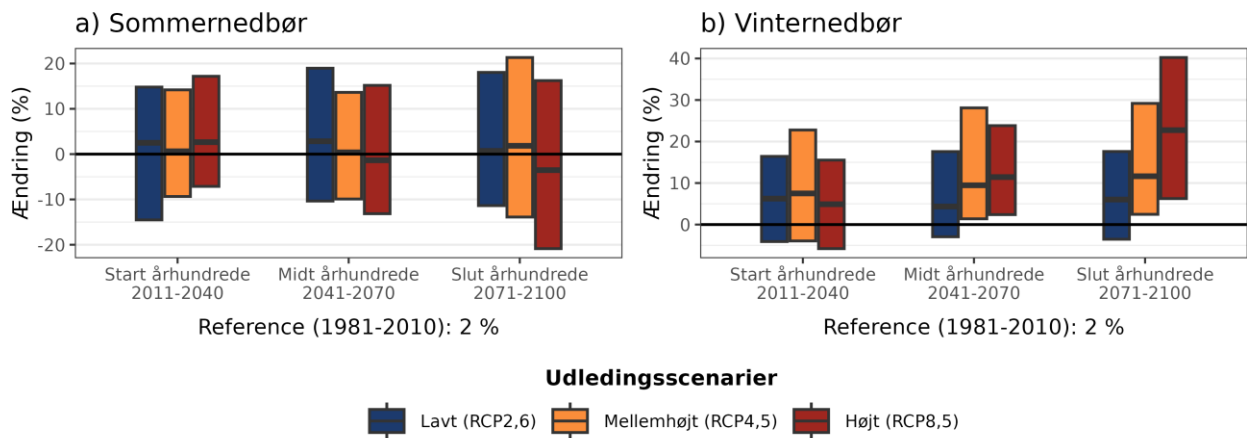 a) Sommernedbør
Ændring (%)
20
10
0
-10
-20
Start århundrede
2011-2040
Midt århundrede
2041-2070
Slut århundrede
2071-2100
Reference (1981-2010): 2 %
b) Vinternedbør
Ændring (%)
40
30
20
10
0
Start århundrede
2011-2040
Midt århundrede
2041-2070
Slut århundrede
2071-2100
Reference (1981-2010): 2 %
Udledingsscenarier
Lavt (RCP2,6)
Mellemhøjt (RCP4,5)
Højt (RCP8,5)